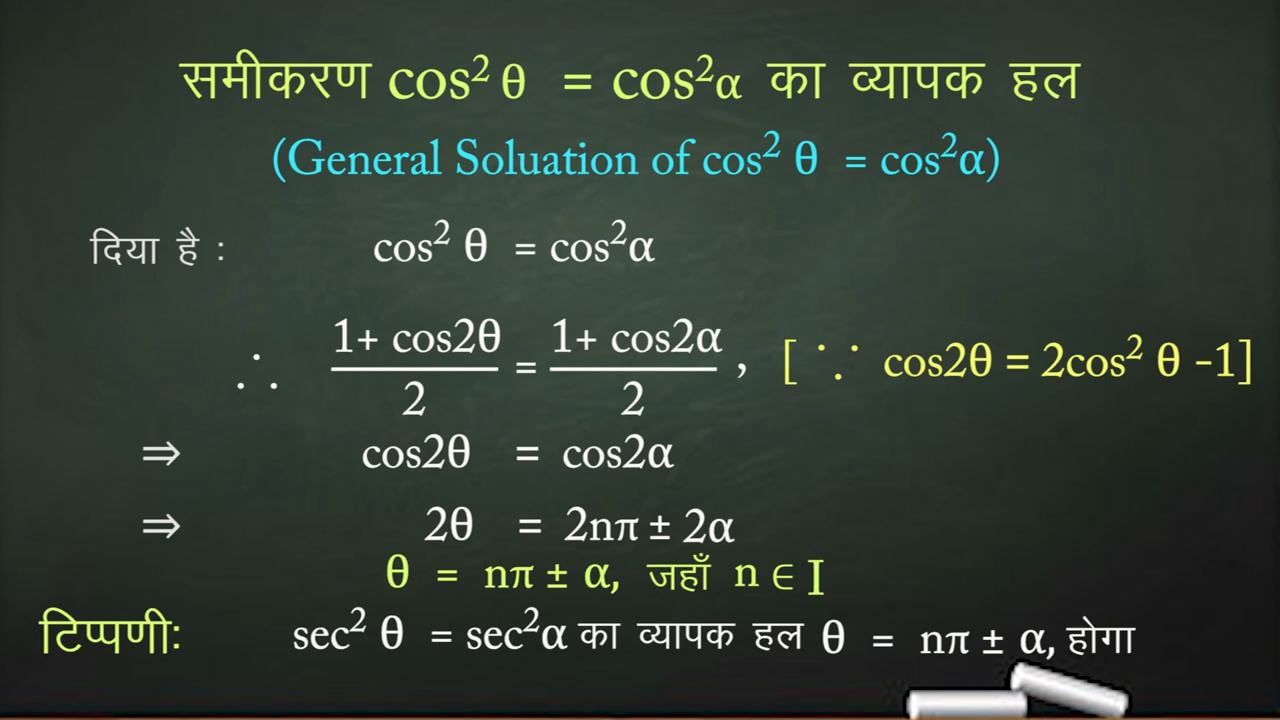 समीकरण cos² θ = cos²α का व्यापक हल
(General Soluation of cos² θ = cos²α)
दिया है : cos² θ = cos²α
∴ (1+ cos2θ)/2 = (1+ cos2α)/2 , [ ∵ cos2θ = 2cos² θ -1]
⇒ cos2θ = cos2α
⇒ 2θ = 2nπ ± 2α
θ = nπ ± α, जहाँ n ∈ I
टिप्पणी: sec² θ = sec²α का व्यापक हल θ = nπ ± α, होगा